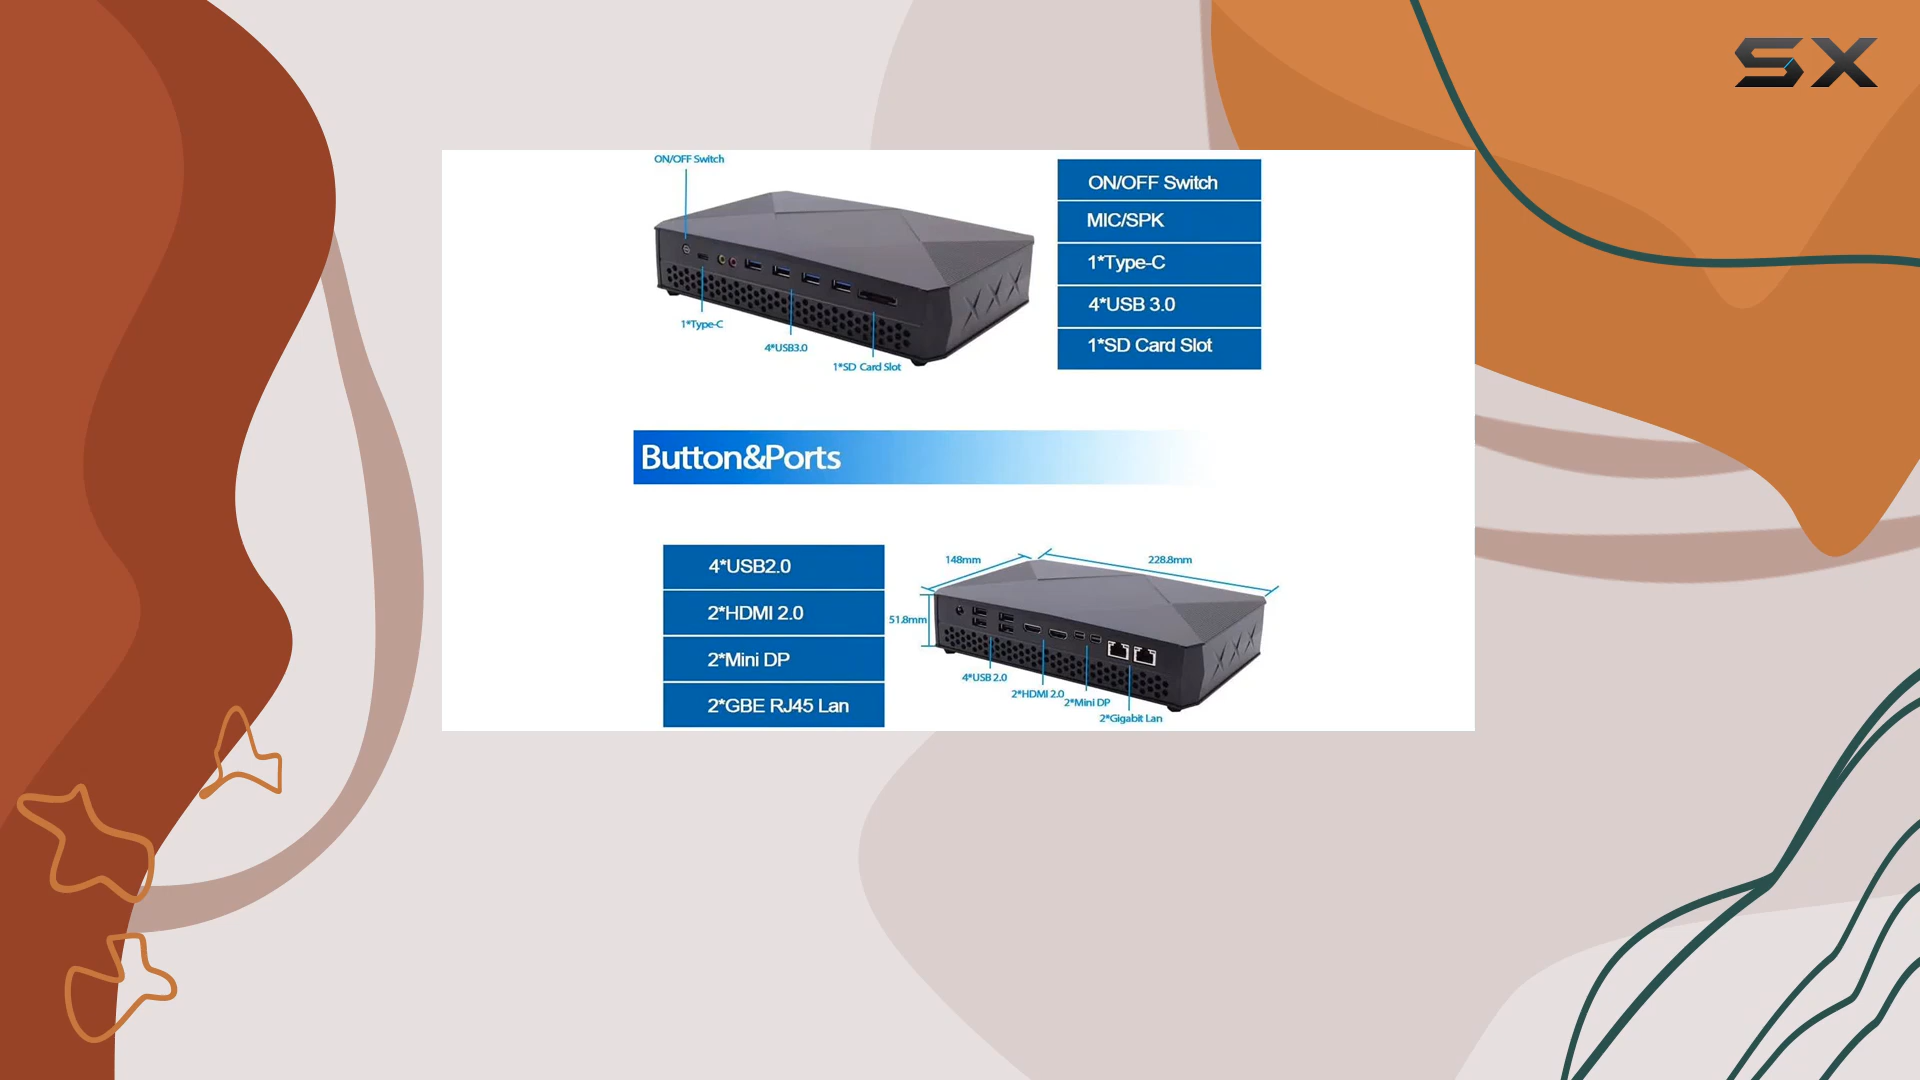 SX
ON/OFF Switch
1*Type-C
4*USB3.0
1*SD Card Slot
ON/OFF Switch
MIC/SPK
1*Type-C
4*USB 3.0
1*SD Card Slot
Button&Ports
4*USB2.0
2*HDMI 2.0
2*Mini DP
2*GBE RJ45 Lan
148mm
228.8mm
51.8mm
4*USB 2.0
2*HDMI 2.0
2*Mini DP
2*Gigabit Lan